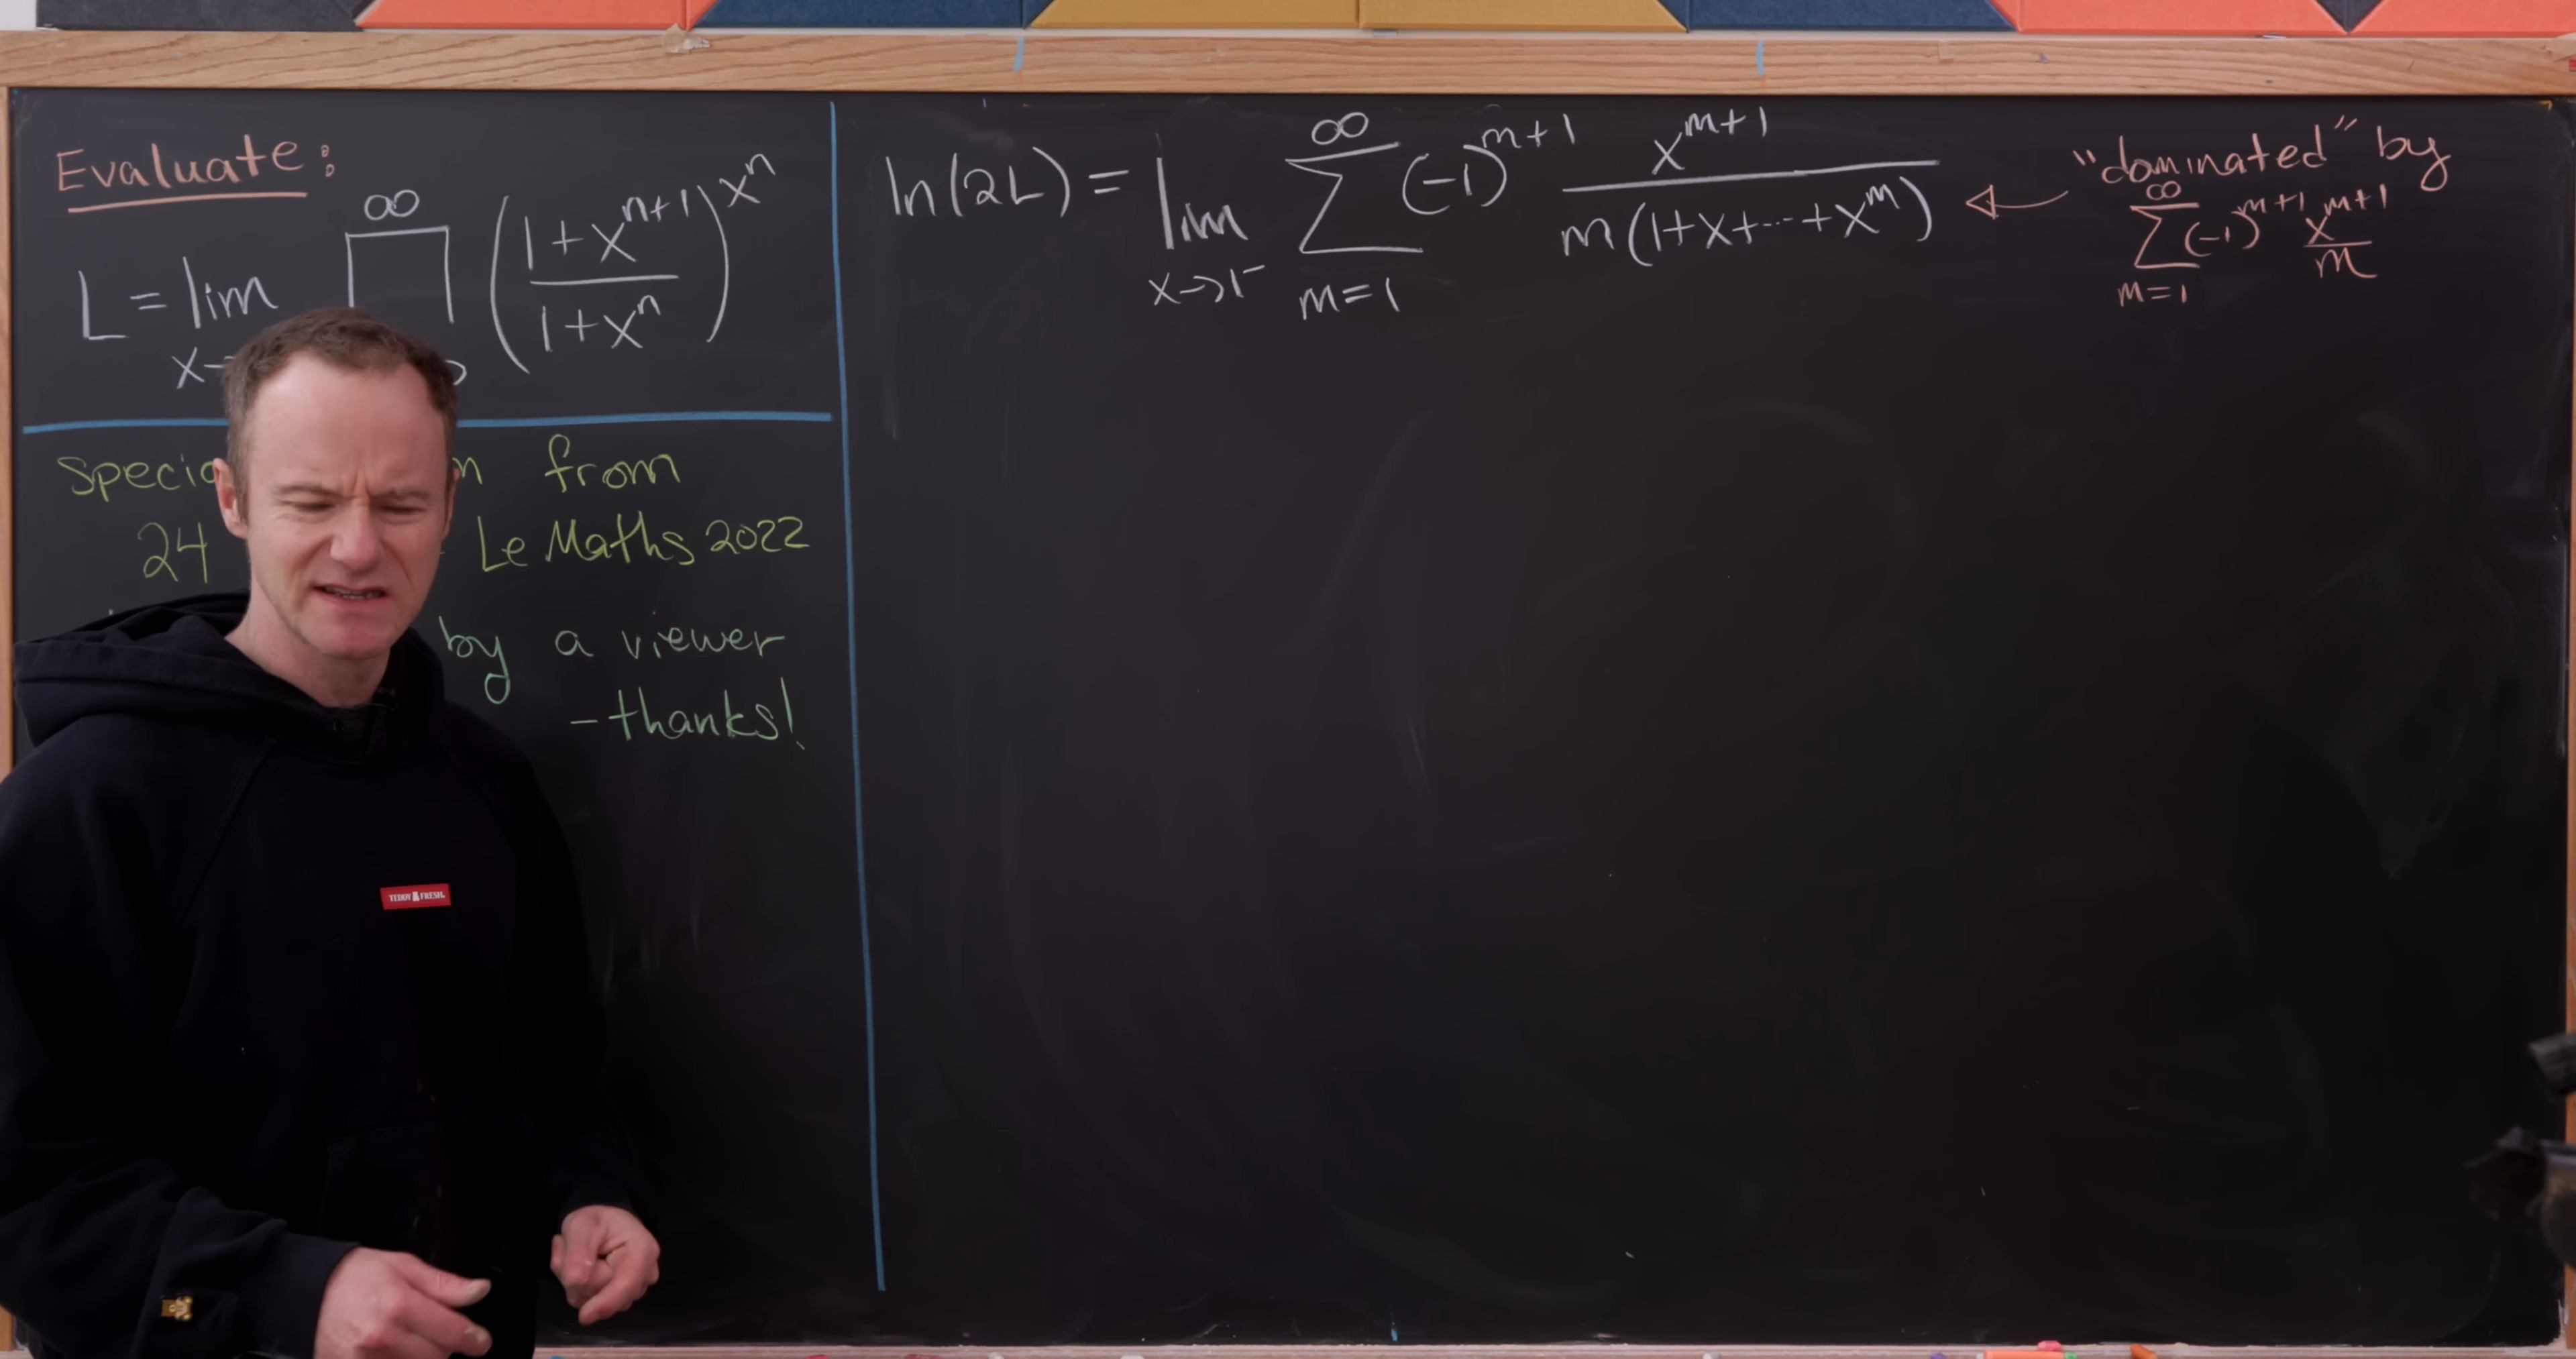 Evaluate:
L = lim ∏ ∞ ((1+x^{n+1})/(1+x^n))^{x^n}
x→
from
24 Le Maths 2022
by a viewer
- thanks!
ln(2L) = lim_{x→1⁻} ∑_{m=1}^{∞} (-1)^{m+1} x^{m+1}/(m(1+x+⋯+x^m))
"dominated" by
∑_{m=1}^{∞} (-1)^{m+1} x^{m+1}/m
TEDDY FRESH